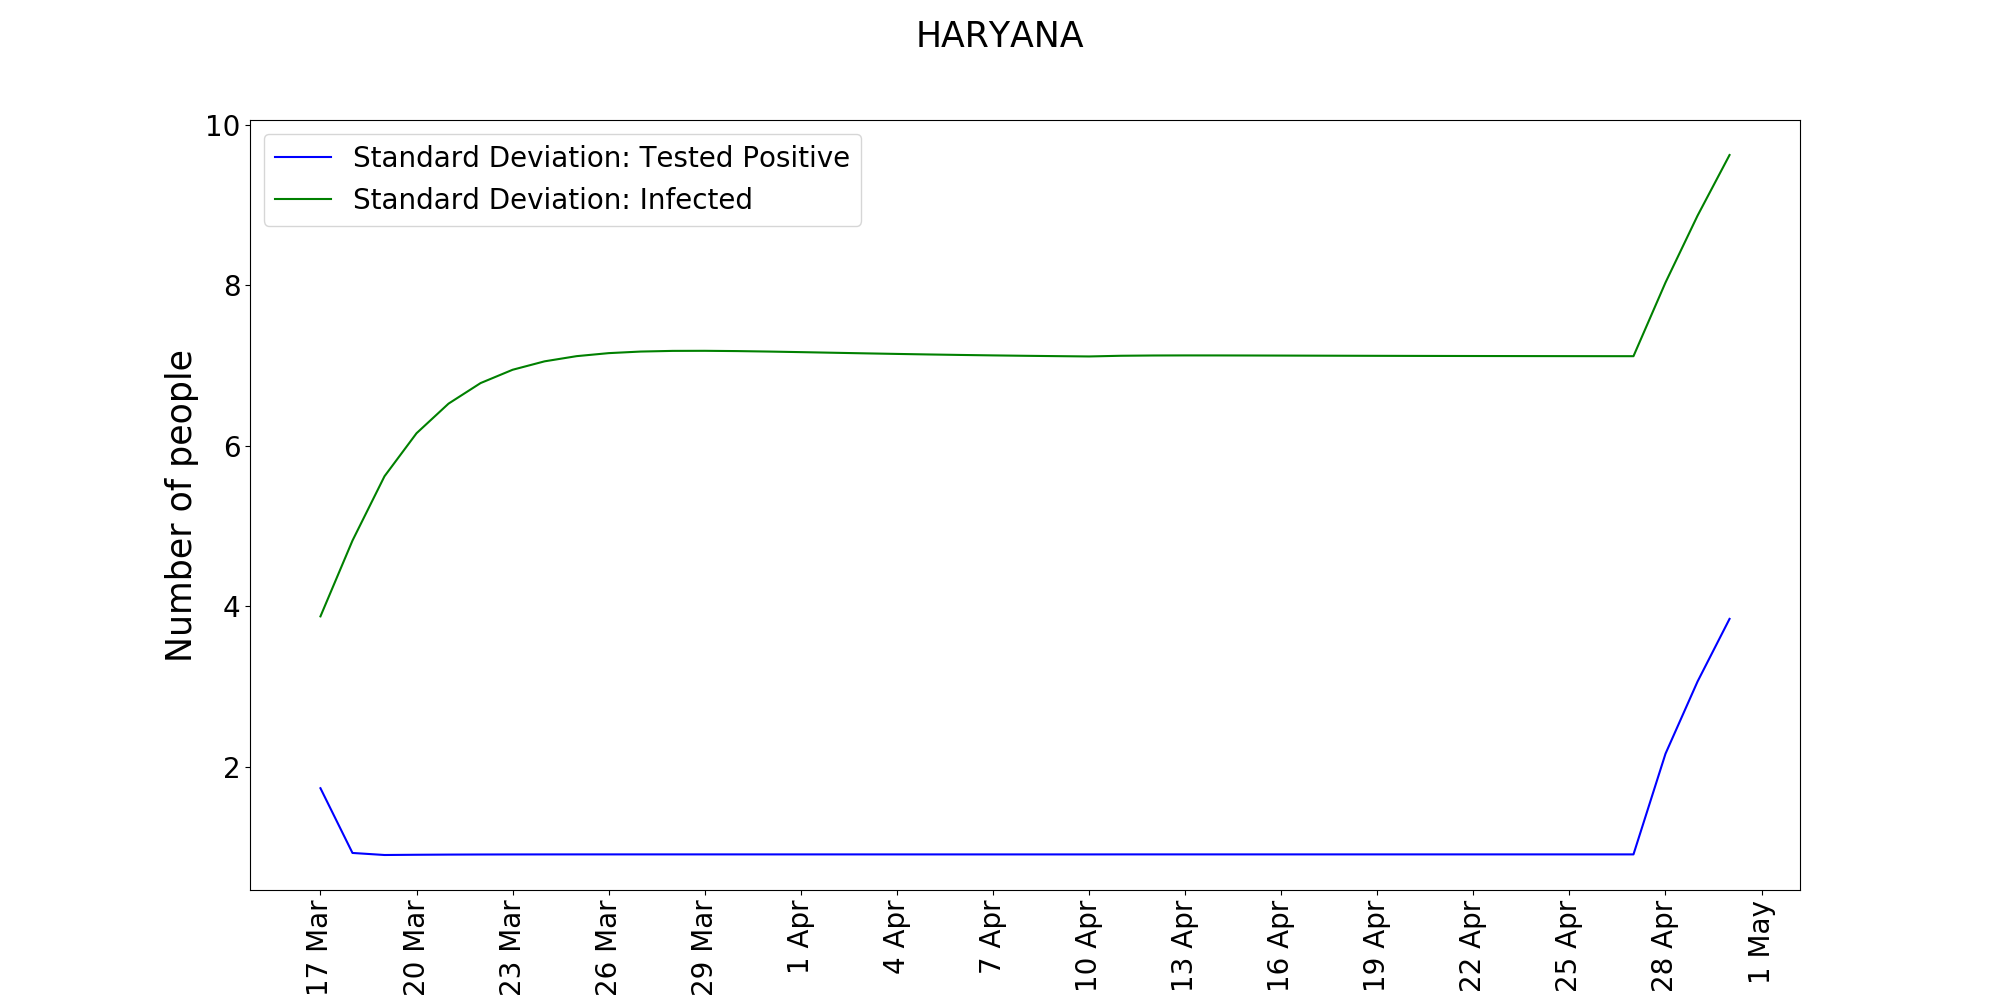 HARYANA
10
8
6
4
2
Number of people
Standard Deviation: Tested Positive
Standard Deviation: Infected
17 Mar
20 Mar
23 Mar
26 Mar
29 Mar
1 Apr
4 Apr
7 Apr
10 Apr
13 Apr
16 Apr
19 Apr
22 Apr
25 Apr
28 Apr
1 May